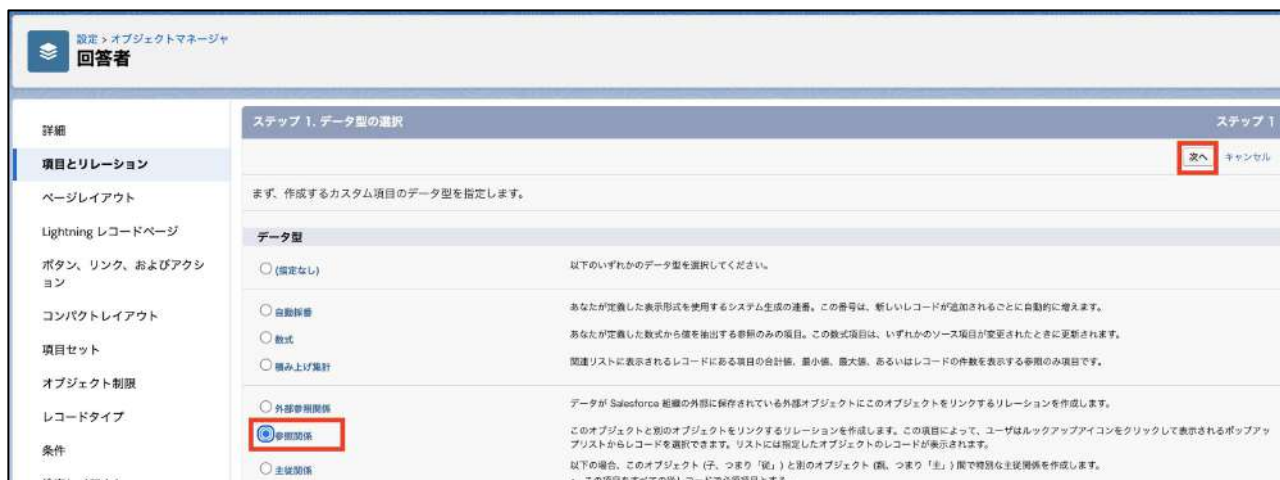 設定 > オブジェクトマネージャ
回答者
詳細
項目とリレーション
ページレイアウト
Lightning レコードページ
ボタン、リンク、およびアクシ
ョン
コンパクトレイアウト
項目セット
オブジェクト制限
レコードタイプ
条件
ステップ 1. データ型の選択
ステップ 1
次へ キャンセル
まず、作成するカスタム項目のデータ型を指定します。
データ型
(指定なし)
以下のいずれかのデータ型を選択してください。
自動採番
あなたが定義した表示形式を使用するシステム生成の連番。この番号は、新しいレコードが追加されるごとに自動的に増えます。
数式
あなたが定義した数式から値を抽出する参照のみの項目。この数式項目は、いずれかのソース項目が変更されたときに更新されます。
積み上げ集計
関連リストに表示されるレコードにある項目の合計値、最小値、最大値、あるいはレコードの件数を表示する参照のみ項目です。
外部参照関係
データが Salesforce 組織の外部に保存されている外部オブジェクトにこのオブジェクトをリンクするリレーションを作成します。
参照関係
このオブジェクトと別のオブジェクトをリンクするリレーションを作成します。この項目によって、ユーザはルックアップアイコンをクリックして表示されるポップアッ
プリストからレコードを選択できます。リストには指定したオブジェクトのレコードが表示されます。
主従関係
以下の場合、このオブジェクト (子、つまり「従」) と別のオブジェクト (親、つまり「主」) 間で特別な主従関係を作成します。